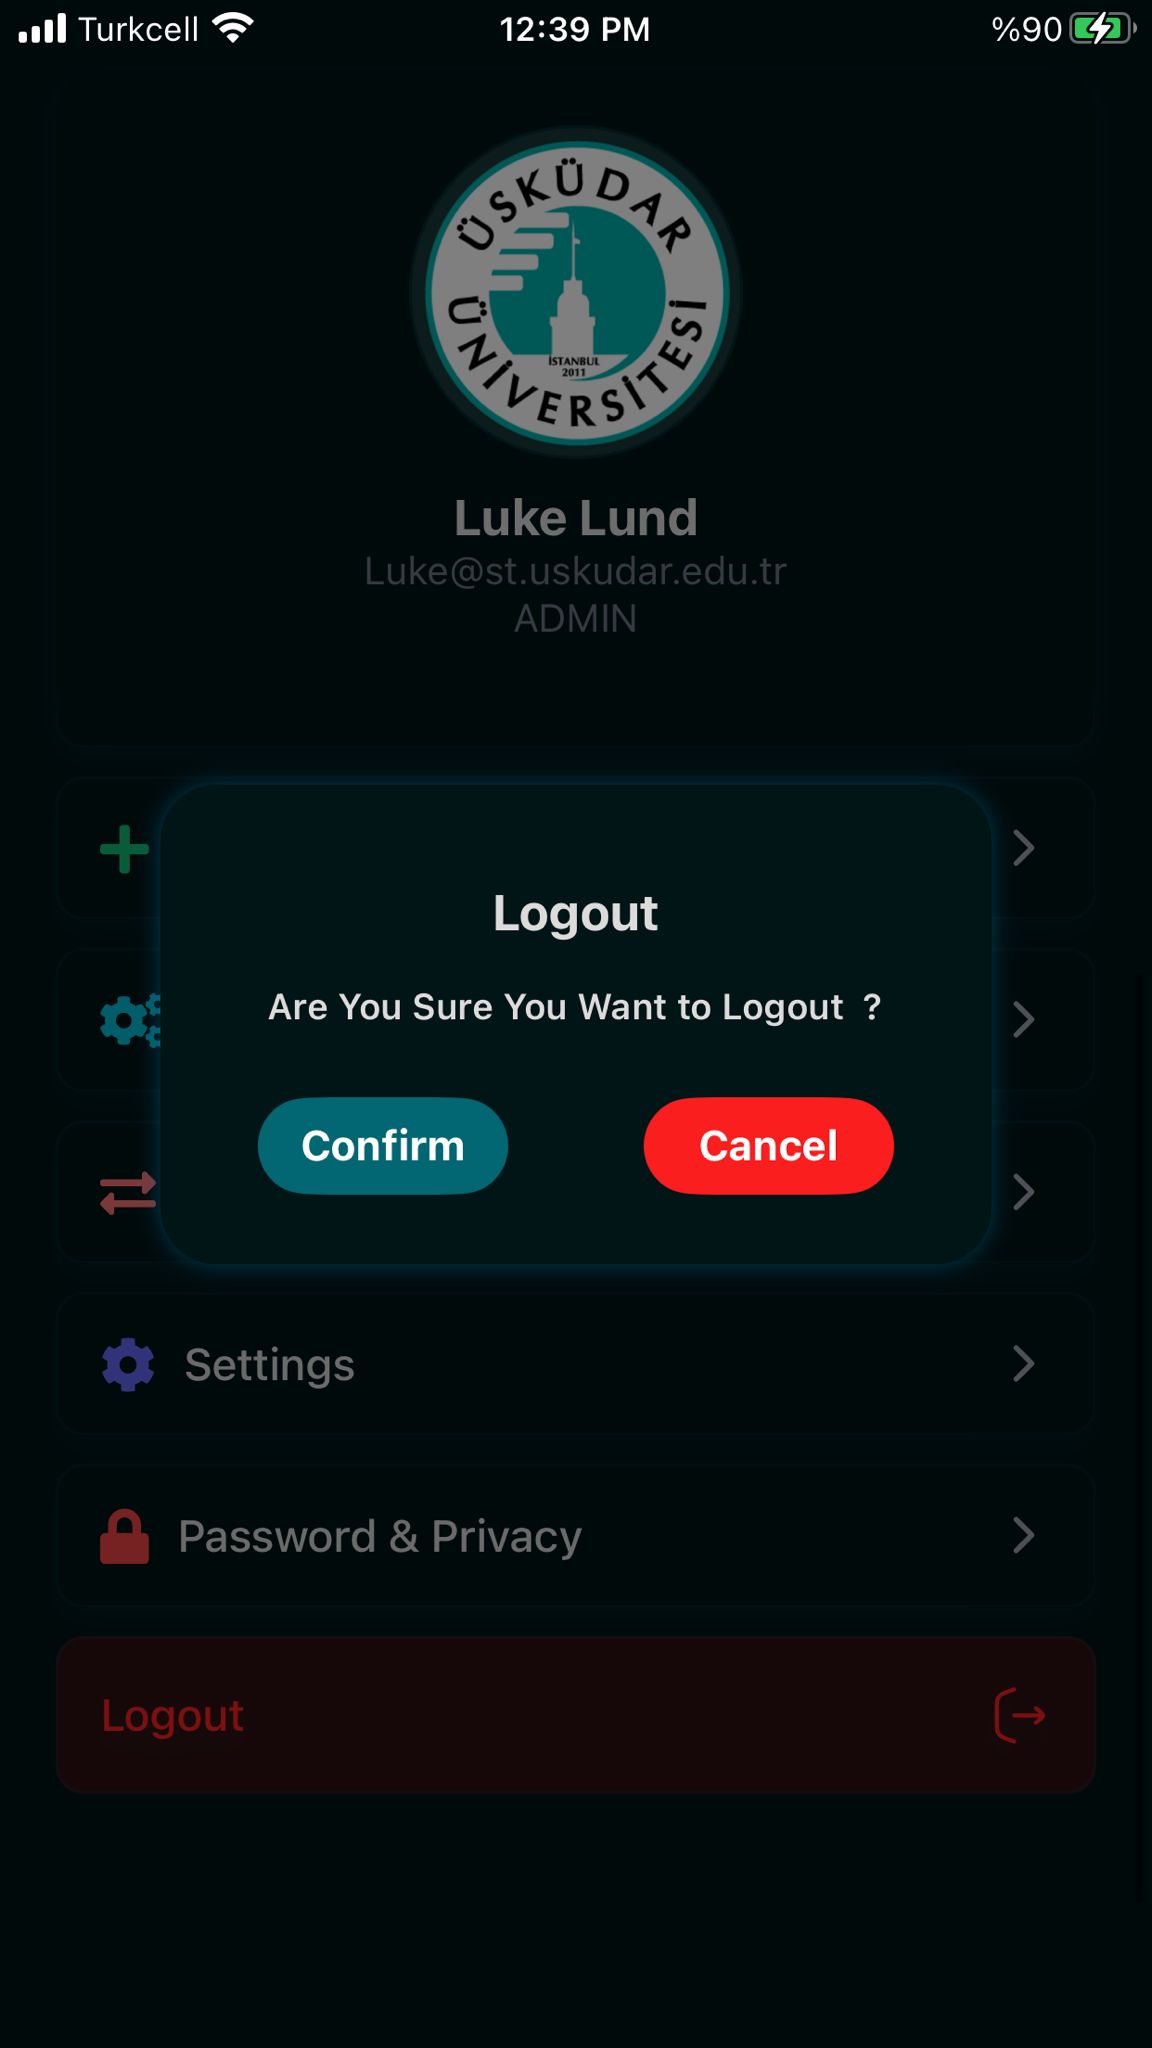 Turkcell 12:39 PM %90
ÜSKÜDAR
ÜNİVERSİTESİ
İSTANBUL
2011
Luke Lund
Luke@st.uskudar.edu.tr
ADMIN
Logout
Are You Sure You Want to Logout ?
Confirm Cancel
Settings
Password & Privacy
Logout